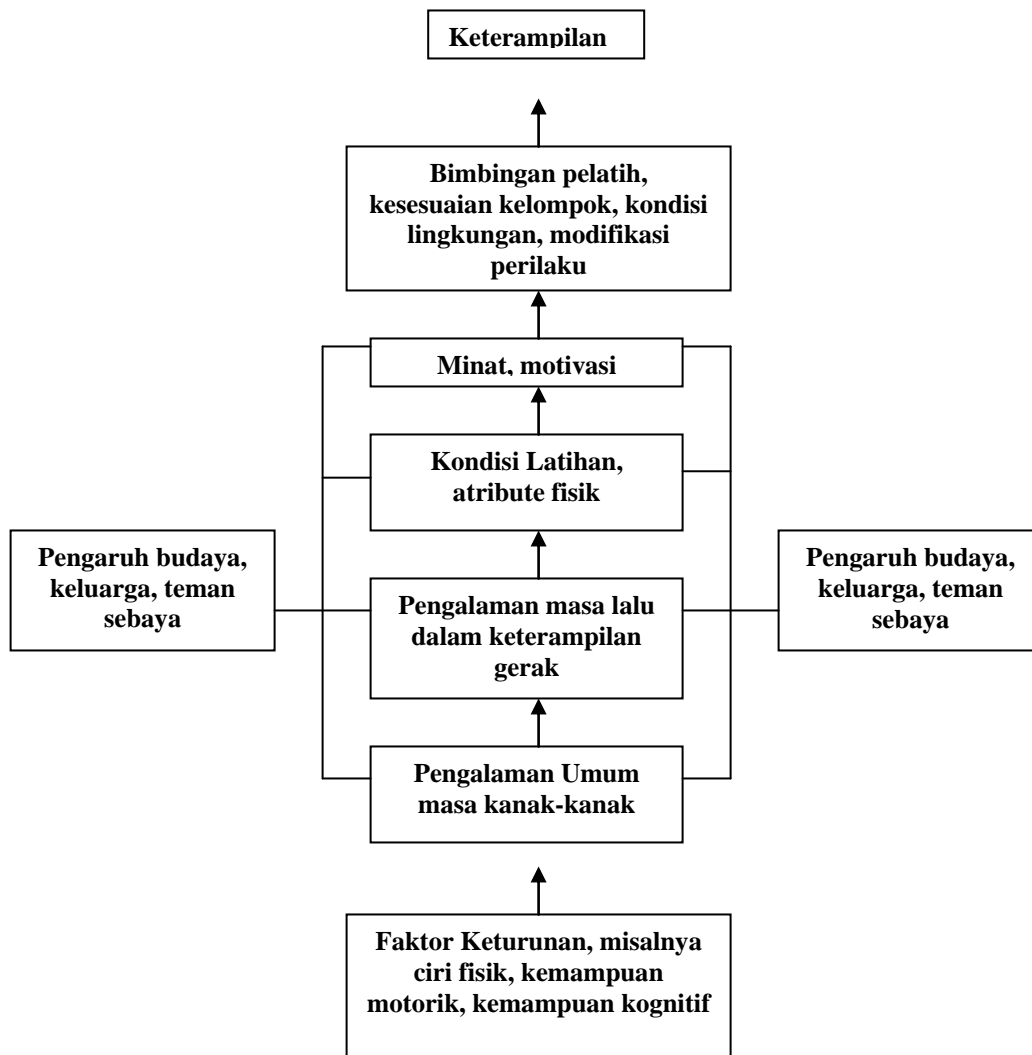 Keterampilan
Bimbingan pelatih,
kesesuaian kelompok, kondisi
lingkungan, modifikasi
perilaku
Minat, motivasi
Kondisi Latihan,
atribute fisik
Pengaruh budaya,
keluarga, teman
sebaya
Pengalaman masa lalu
dalam keterampilan
gerak
Pengaruh budaya,
keluarga, teman
sebaya
Pengalaman Umum
masa kanak-kanak
Faktor Keturunan, misalnya
ciri fisik, kemampuan
motorik, kemampuan kognitif